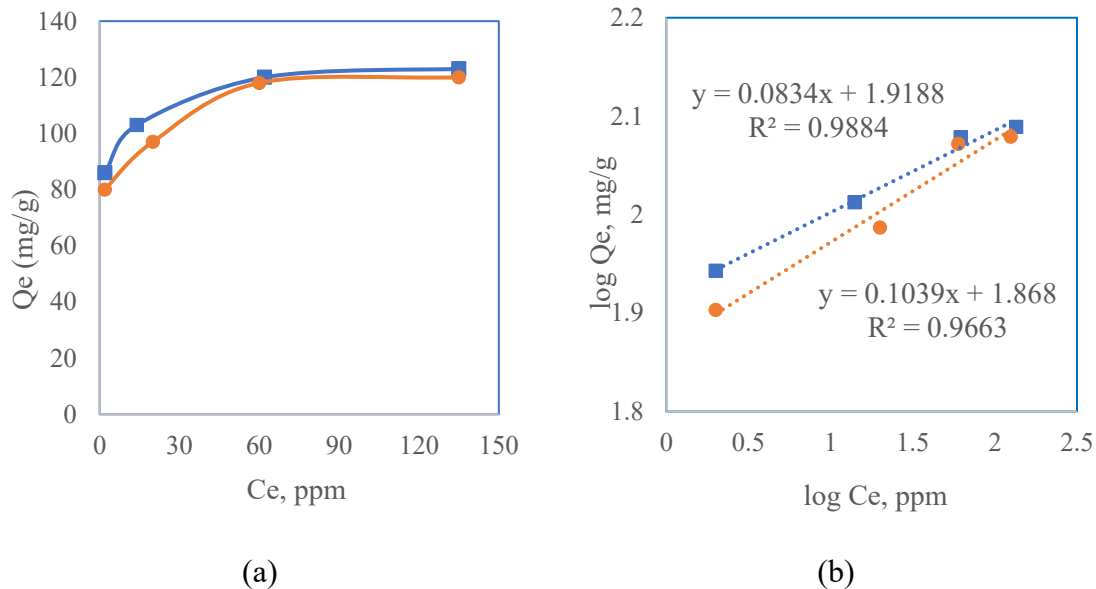 140
120
100
80
60
40
20
0
Qe (mg/g)
0 30 60 90 120 150
Ce, ppm
(a)
2.2
2.1
2
1.9
1.8
log Qe, mg/g
y = 0.0834x + 1.9188
R² = 0.9884
y = 0.1039x + 1.868
R² = 0.9663
0 0.5 1 1.5 2 2.5
log Ce, ppm
(b)